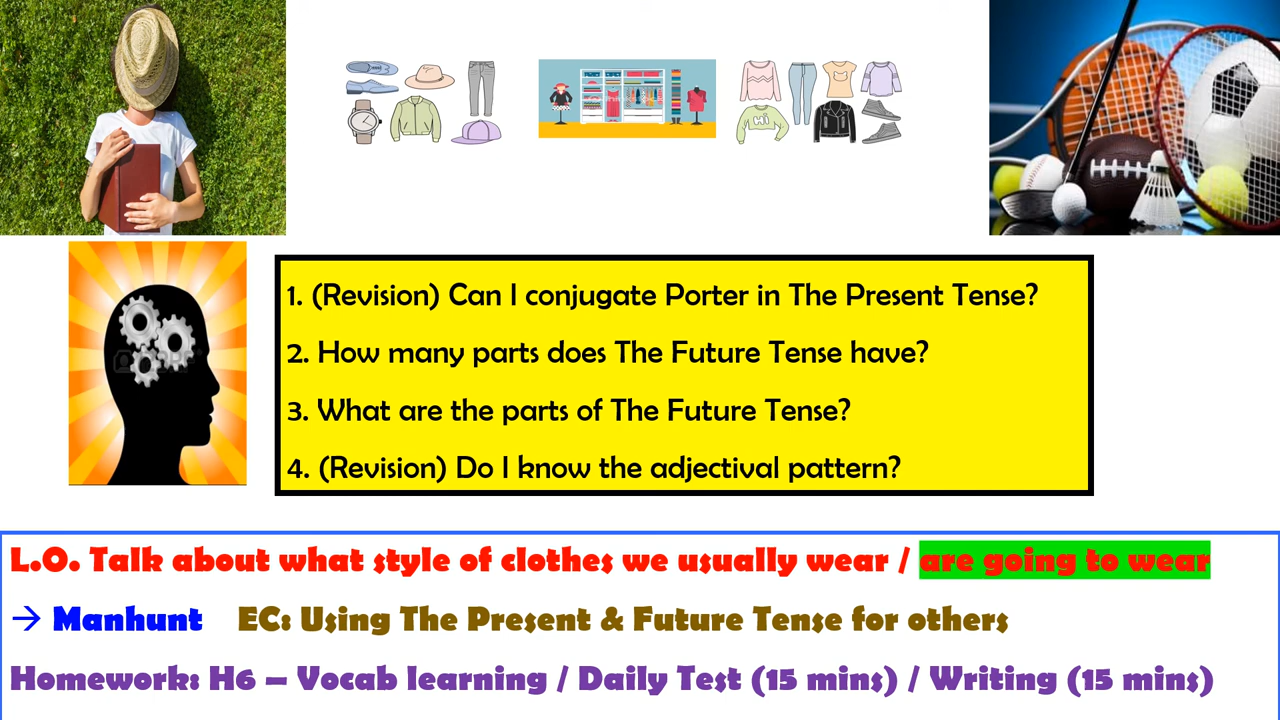 Hi
1. (Revision) Can I conjugate Porter in The Present Tense?
2. How many parts does The Future Tense have?
3. What are the parts of The Future Tense?
4. (Revision) Do I know the adjectival pattern?
L.O. Talk about what style of clothes we usually wear / are going to wear
→ Manhunt EC: Using The Present & Future Tense for others
Homework: H6 – Vocab learning / Daily Test (15 mins) / Writing (15 mins)